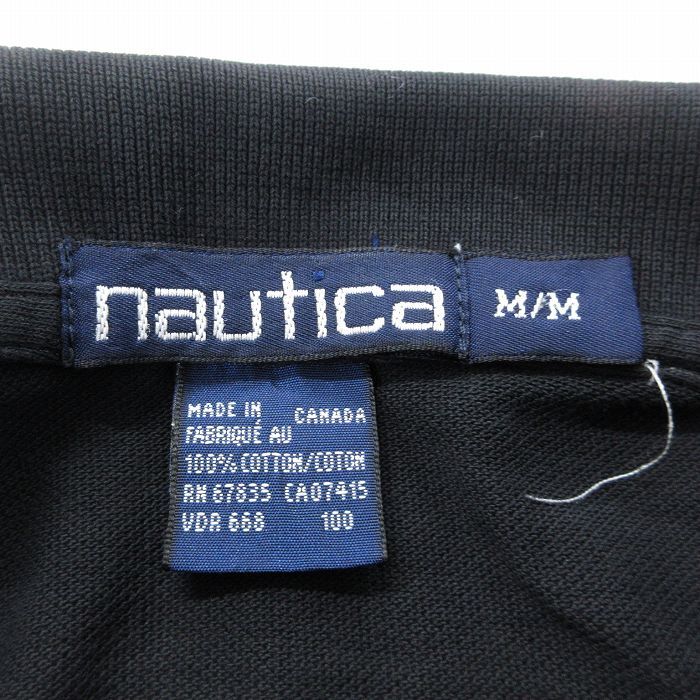 nautica
M/M
MADE IN CANADA
FABRIQUÉ AU
100% COTTON/COTON
RN 67835 CA07415
VDR 668 100